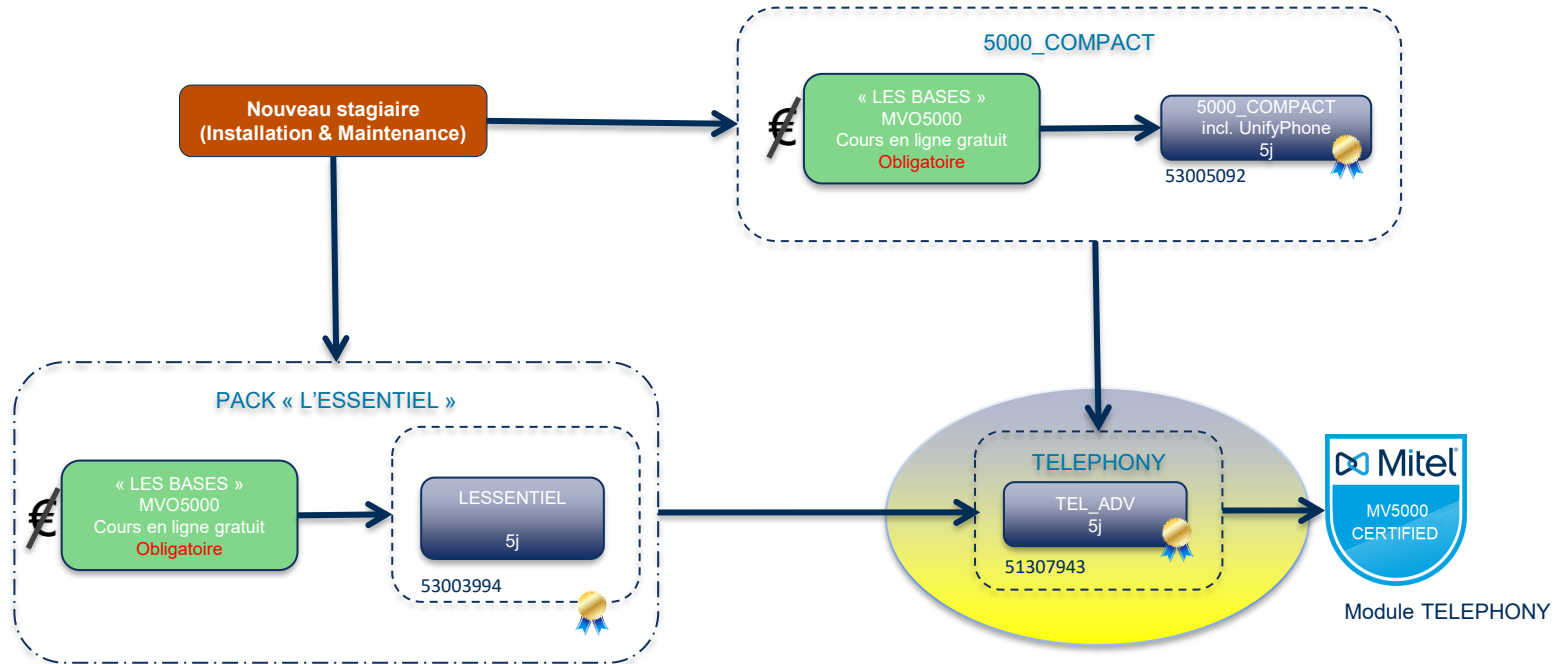 5000_COMPACT
Nouveau stagiaire
(Installation & Maintenance)
€
« LES BASES »
MVO5000
Cours en ligne gratuit
Obligatoire
5000_COMPACT
incl. UnifyPhone
5j
53005092
PACK « L'ESSENTIEL »
€
« LES BASES »
MVO5000
Cours en ligne gratuit
Obligatoire
LESSENTIEL
5j
53003994
TELEPHONY
TEL_ADV
5j
51307943
Mitel
MV5000
CERTIFIED
Module TELEPHONY